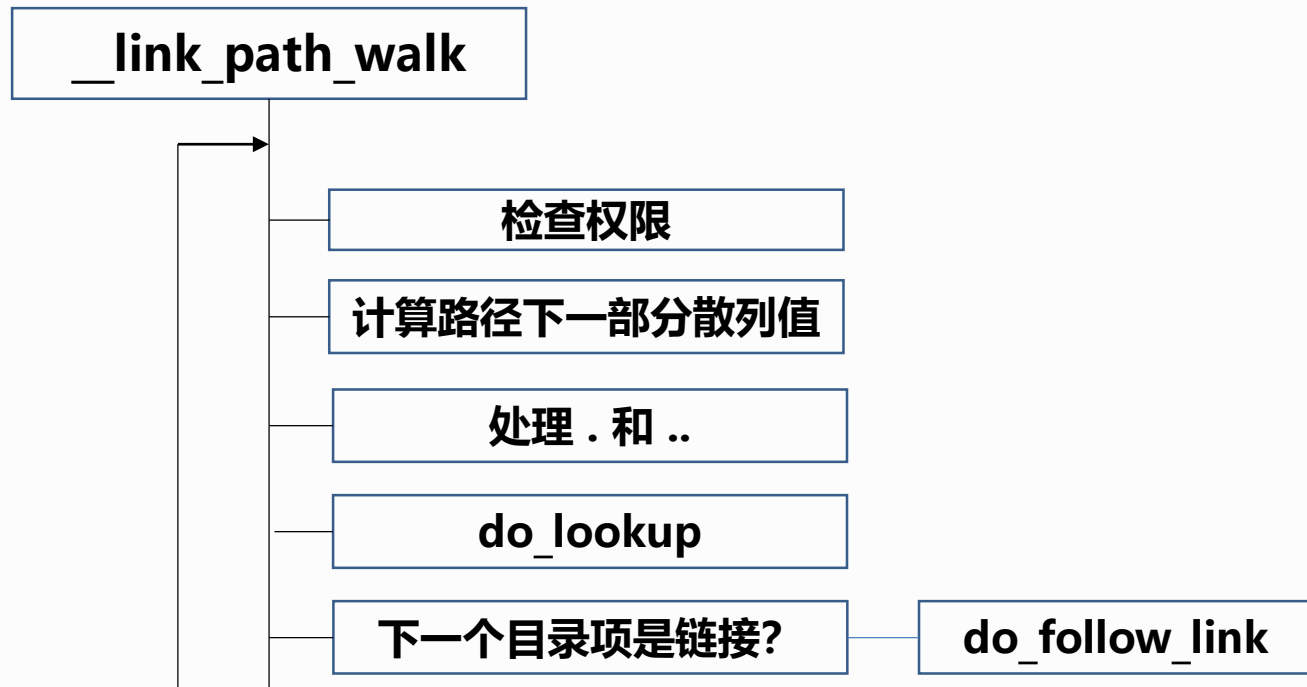 __link_path_walk
检查权限
计算路径下一部分散列值
处理 . 和 ..
do_lookup
下一个目录项是链接?
do_follow_link